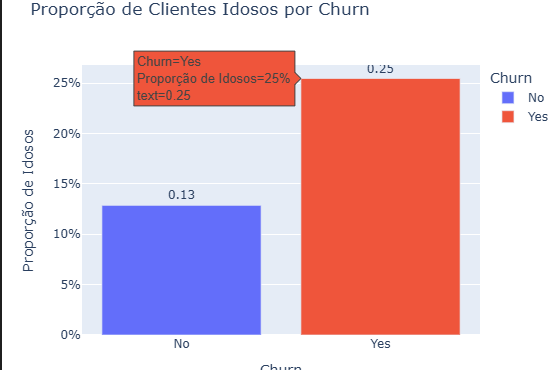 Proporção de Clientes Idosos por Churn
Churn=Yes
Proporção de Idosos=25%
text=0.25
0.25
Churn
No
Yes
25%
20%
15%
10%
5%
0%
Proporção de Idosos
0.13
No
Yes
Churn